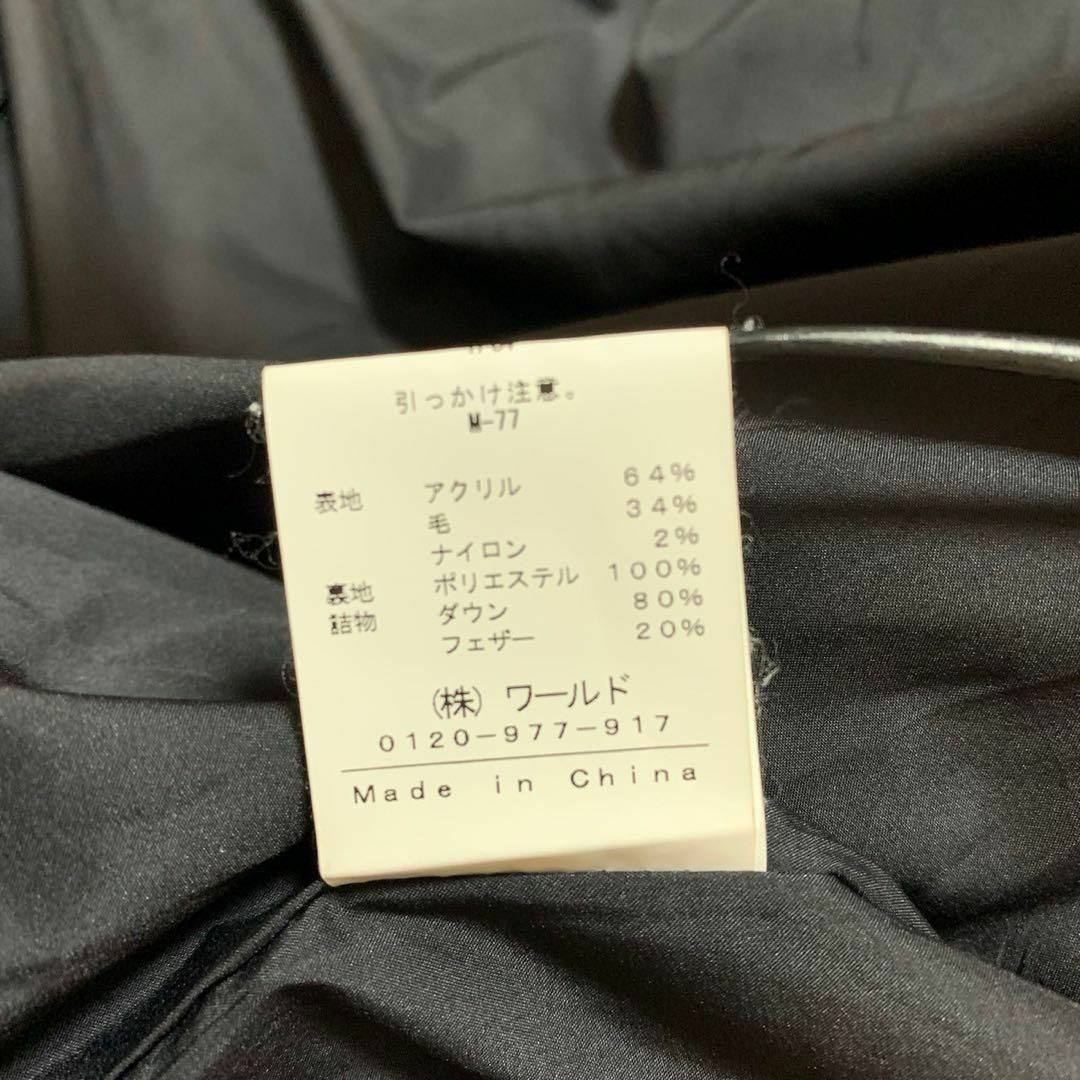 引っかけ注意。
M-77
表地 アクリル 64%
毛 34%
ナイロン 2%
裏地 ポリエステル 100%
詰物 ダウン 80%
フェザー 20%
(株) ワールド
0120-977-917
Made in China